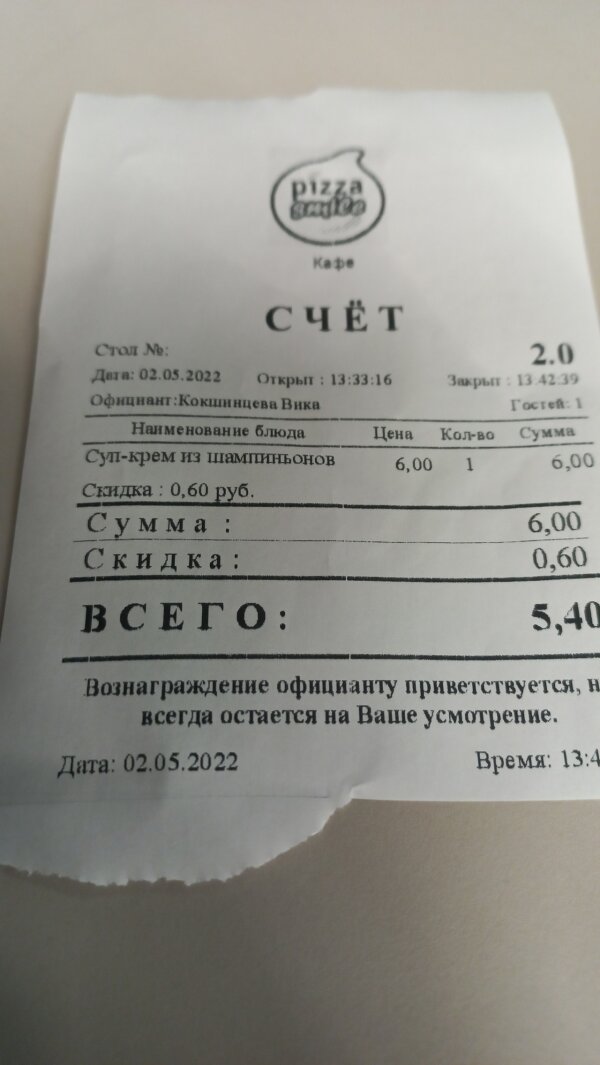 pizza
smile
Кафе
СЧЁТ
Стол №: 2.0
Дата: 02.05.2022 Открыт : 13:33:16 Закрыт : 13:42:39
Официант:Кокшинцева Вика Гостей: 1
Наименование блюда Цена Кол-во Сумма
Суп-крем из шампиньонов 6,00 1 6,00
Скидка : 0,60 руб.
Сумма : 6,00
Скидка: 0,60
ВСЕГО: 5,40
Вознаграждение официанту приветствуется, н
всегда остается на Ваше усмотрение.
Дата: 02.05.2022 Время: 13:4